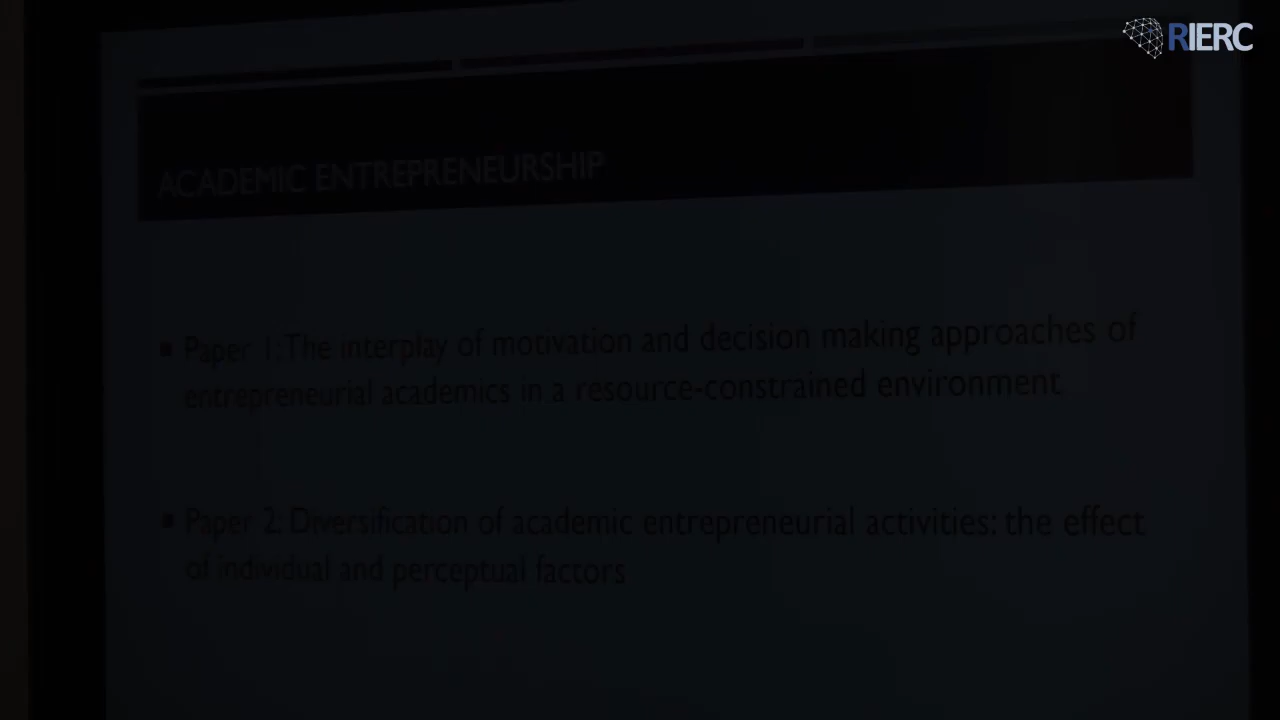 RIERC
ACADEMIC ENTREPRENEURSHIP
▪ Paper 1: The interplay of motivation and decision making approaches of
entrepreneurial academics in a resource-constrained environment
▪ Paper 2: Diversification of academic entrepreneurial activities: the effect
of individual and perceptual factors